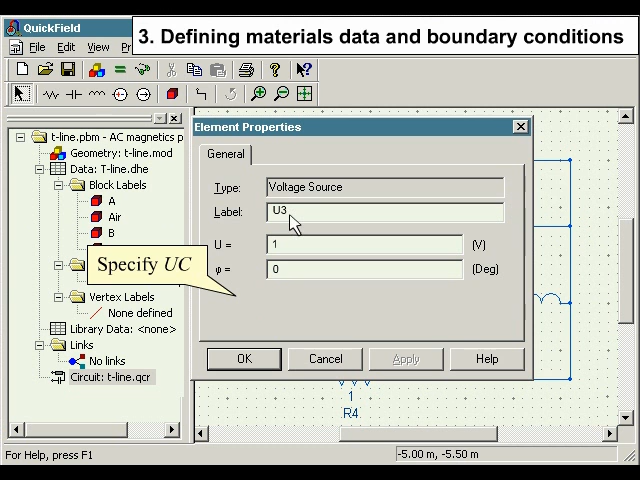 QuickField
3. Defining materials data and boundary conditions
File Edit View
t-line.pbm - AC magnetics p
Geometry: t-line.mod
Data: T-line.dhe
Block Labels
A
Air
B
Vertex Labels
None defined
Library Data: <none>
Links
No links
Circuit: t-line.qcr
Specify UC
Element Properties
General
Type: Voltage Source
Label: U3
U = 1 (V)
φ = 0 (Deg)
OK Cancel Apply Help
1
R4
For Help, press F1
-5.00 m, -5.50 m